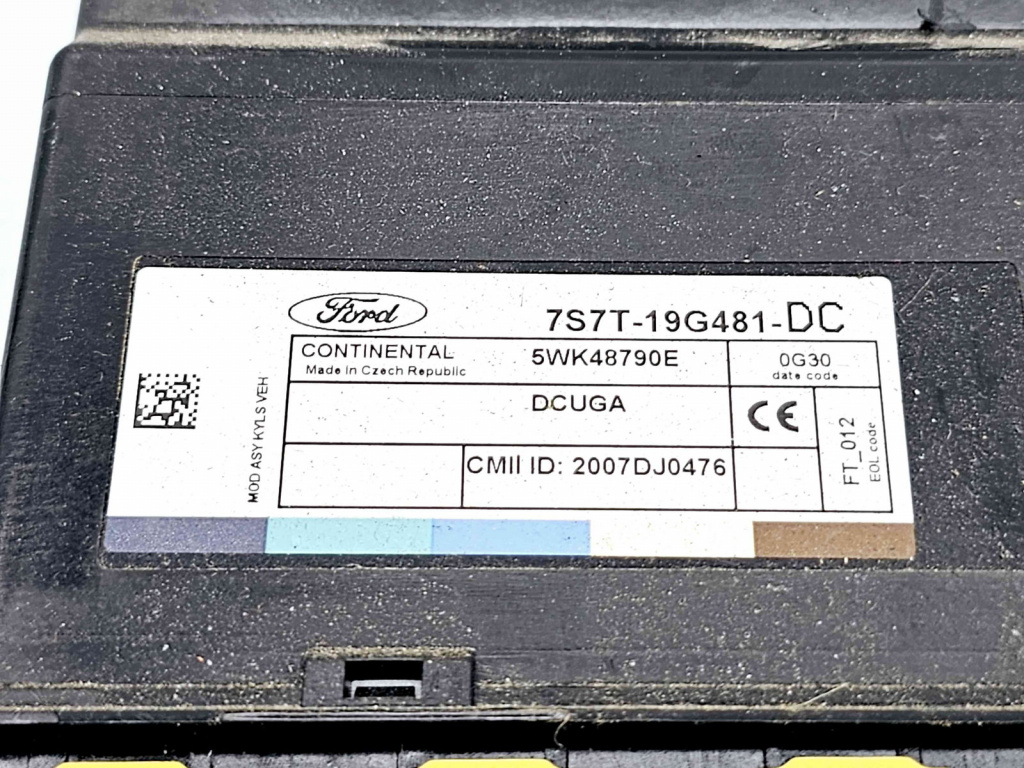 Ford
7S7T-19G481-DC
CONTINENTAL 5WK48790E
Made in Czech Republic
0G30
date code
DCUGA
CE
CMII ID: 2007DJ0476
FT_012
EOL code
MOD ASY KYLS VEH